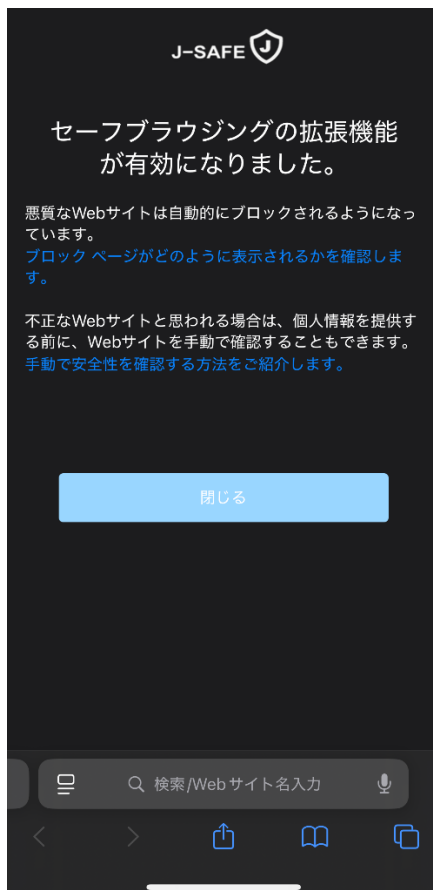 J-SAFE J
セーフブラウジングの拡張機能
が有効になりました。
悪質なWebサイトは自動的にブロックされるようになっ
ています。
ブロック ページがどのように表示されるかを確認しま
す。
不正なWebサイトと思われる場合は、個人情報を提供す
る前に、Webサイトを手動で確認することもできます。
手動で安全性を確認する方法をご紹介します。
閉じる
検索/Webサイト名入力